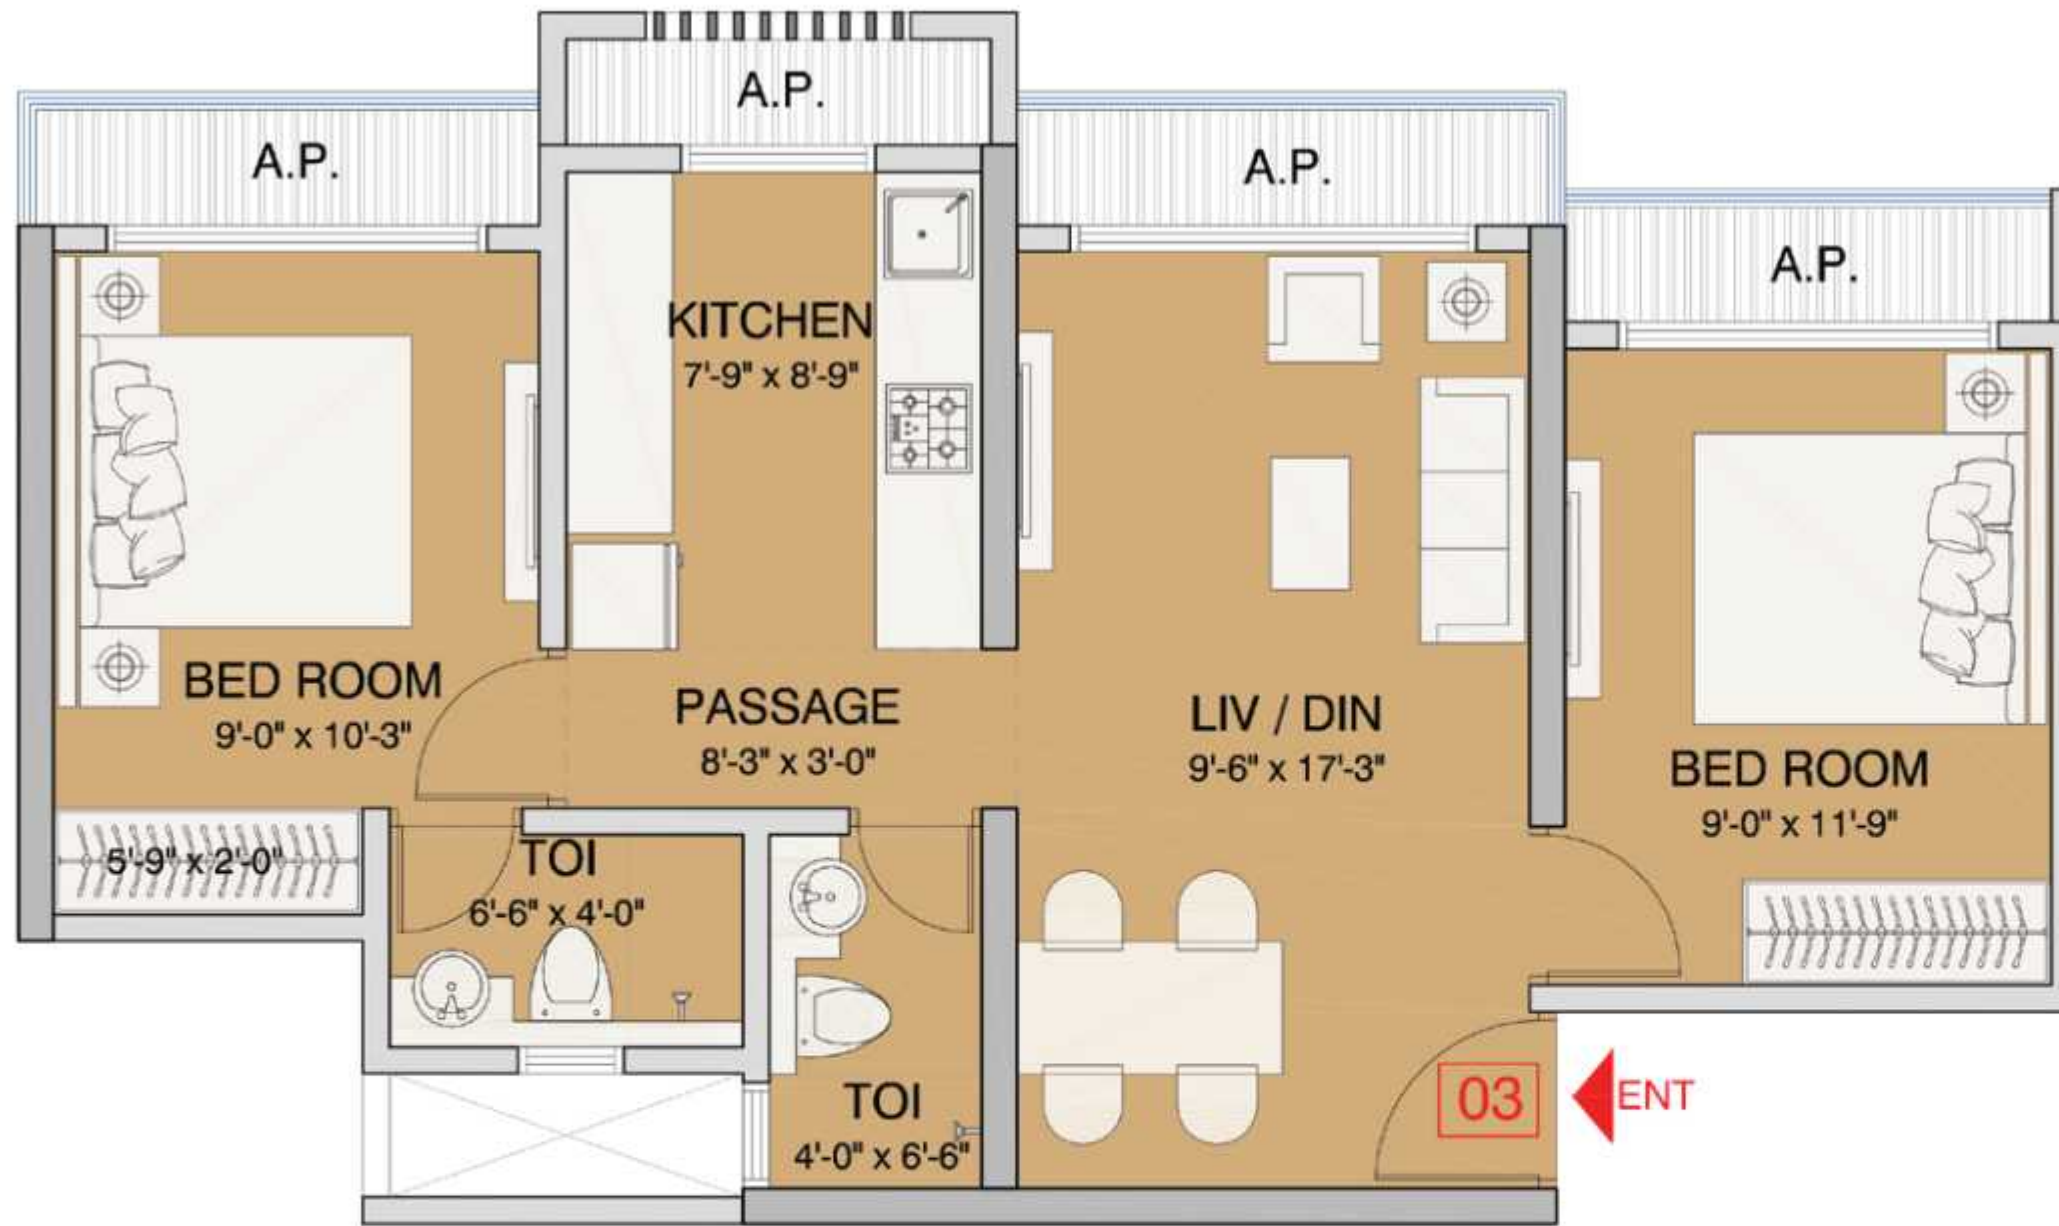 A.P.
A.P.
A.P.
A.P.
KITCHEN
7'-9" x 8'-9"
BED ROOM
9'-0" x 10'-3"
PASSAGE
8'-3" x 3'-0"
LIV / DIN
9'-6" x 17'-3"
BED ROOM
9'-0" x 11'-9"
5'-9" x 2'-0"
TOI
6'-6" x 4'-0"
TOI
4'-0" x 6'-6"
03
ENT